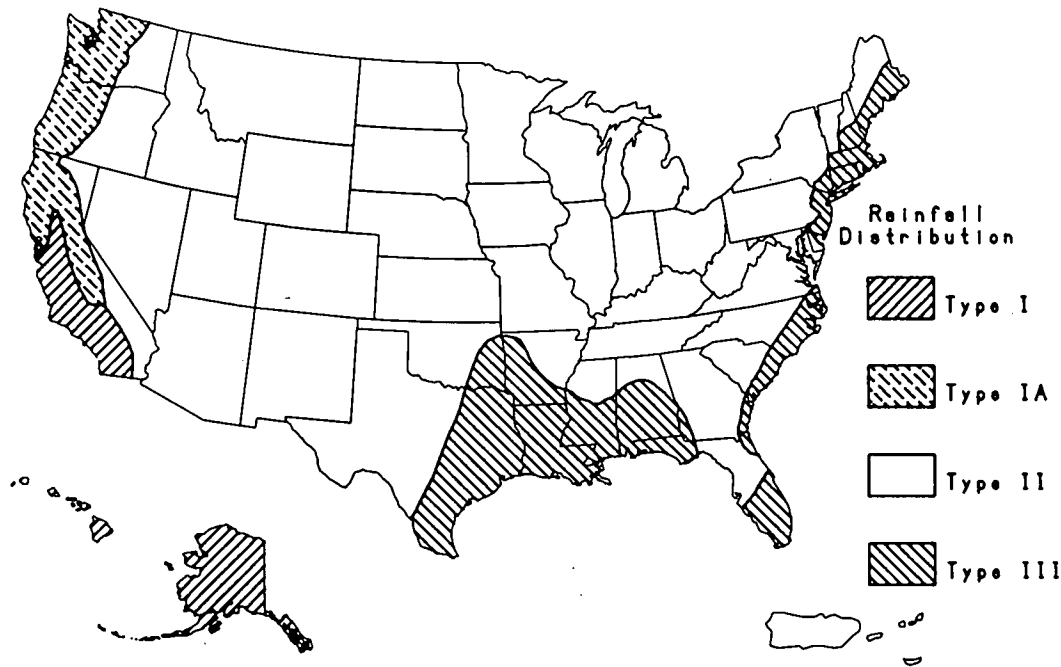 Rainfall
Distribution
Type I
Type IA
Type II
Type III